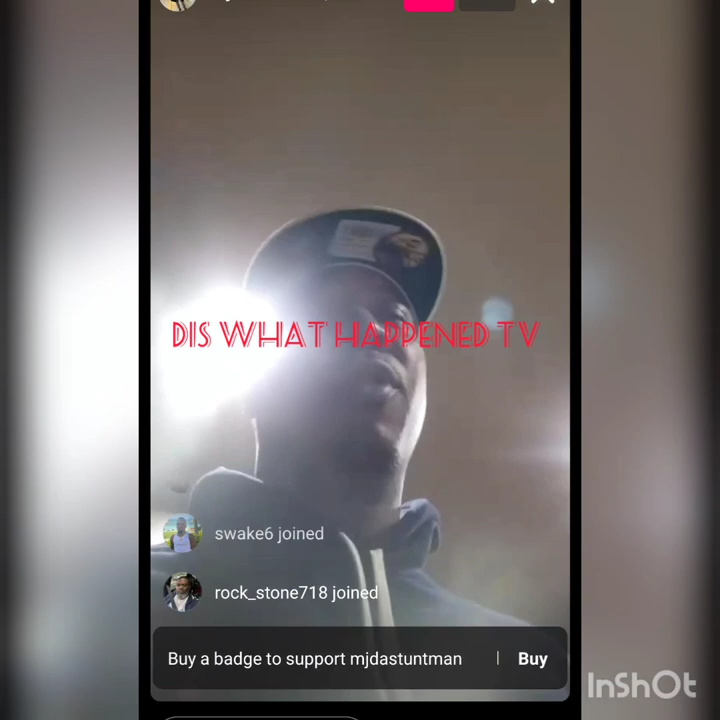 DIS WHAT HAPPENED TV
swake6 joined
rock_stone718 joined
Buy a badge to support mjdastuntman | Buy
InShOt